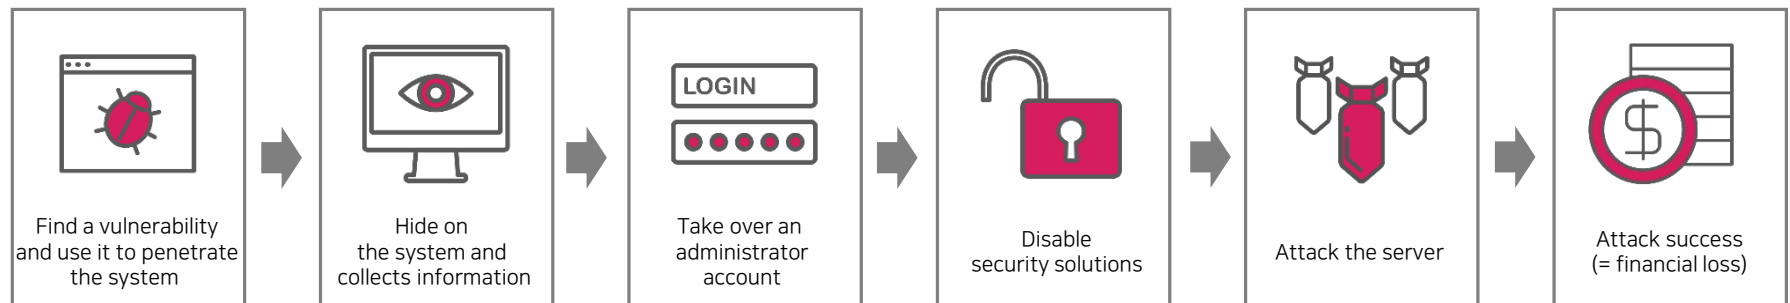 Find a vulnerability
and use it to penetrate
the system
Hide on
the system and
collects information
LOGIN
Take over an
administrator
account
Disable
security solutions
Attack the server
$
Attack success
(= financial loss)